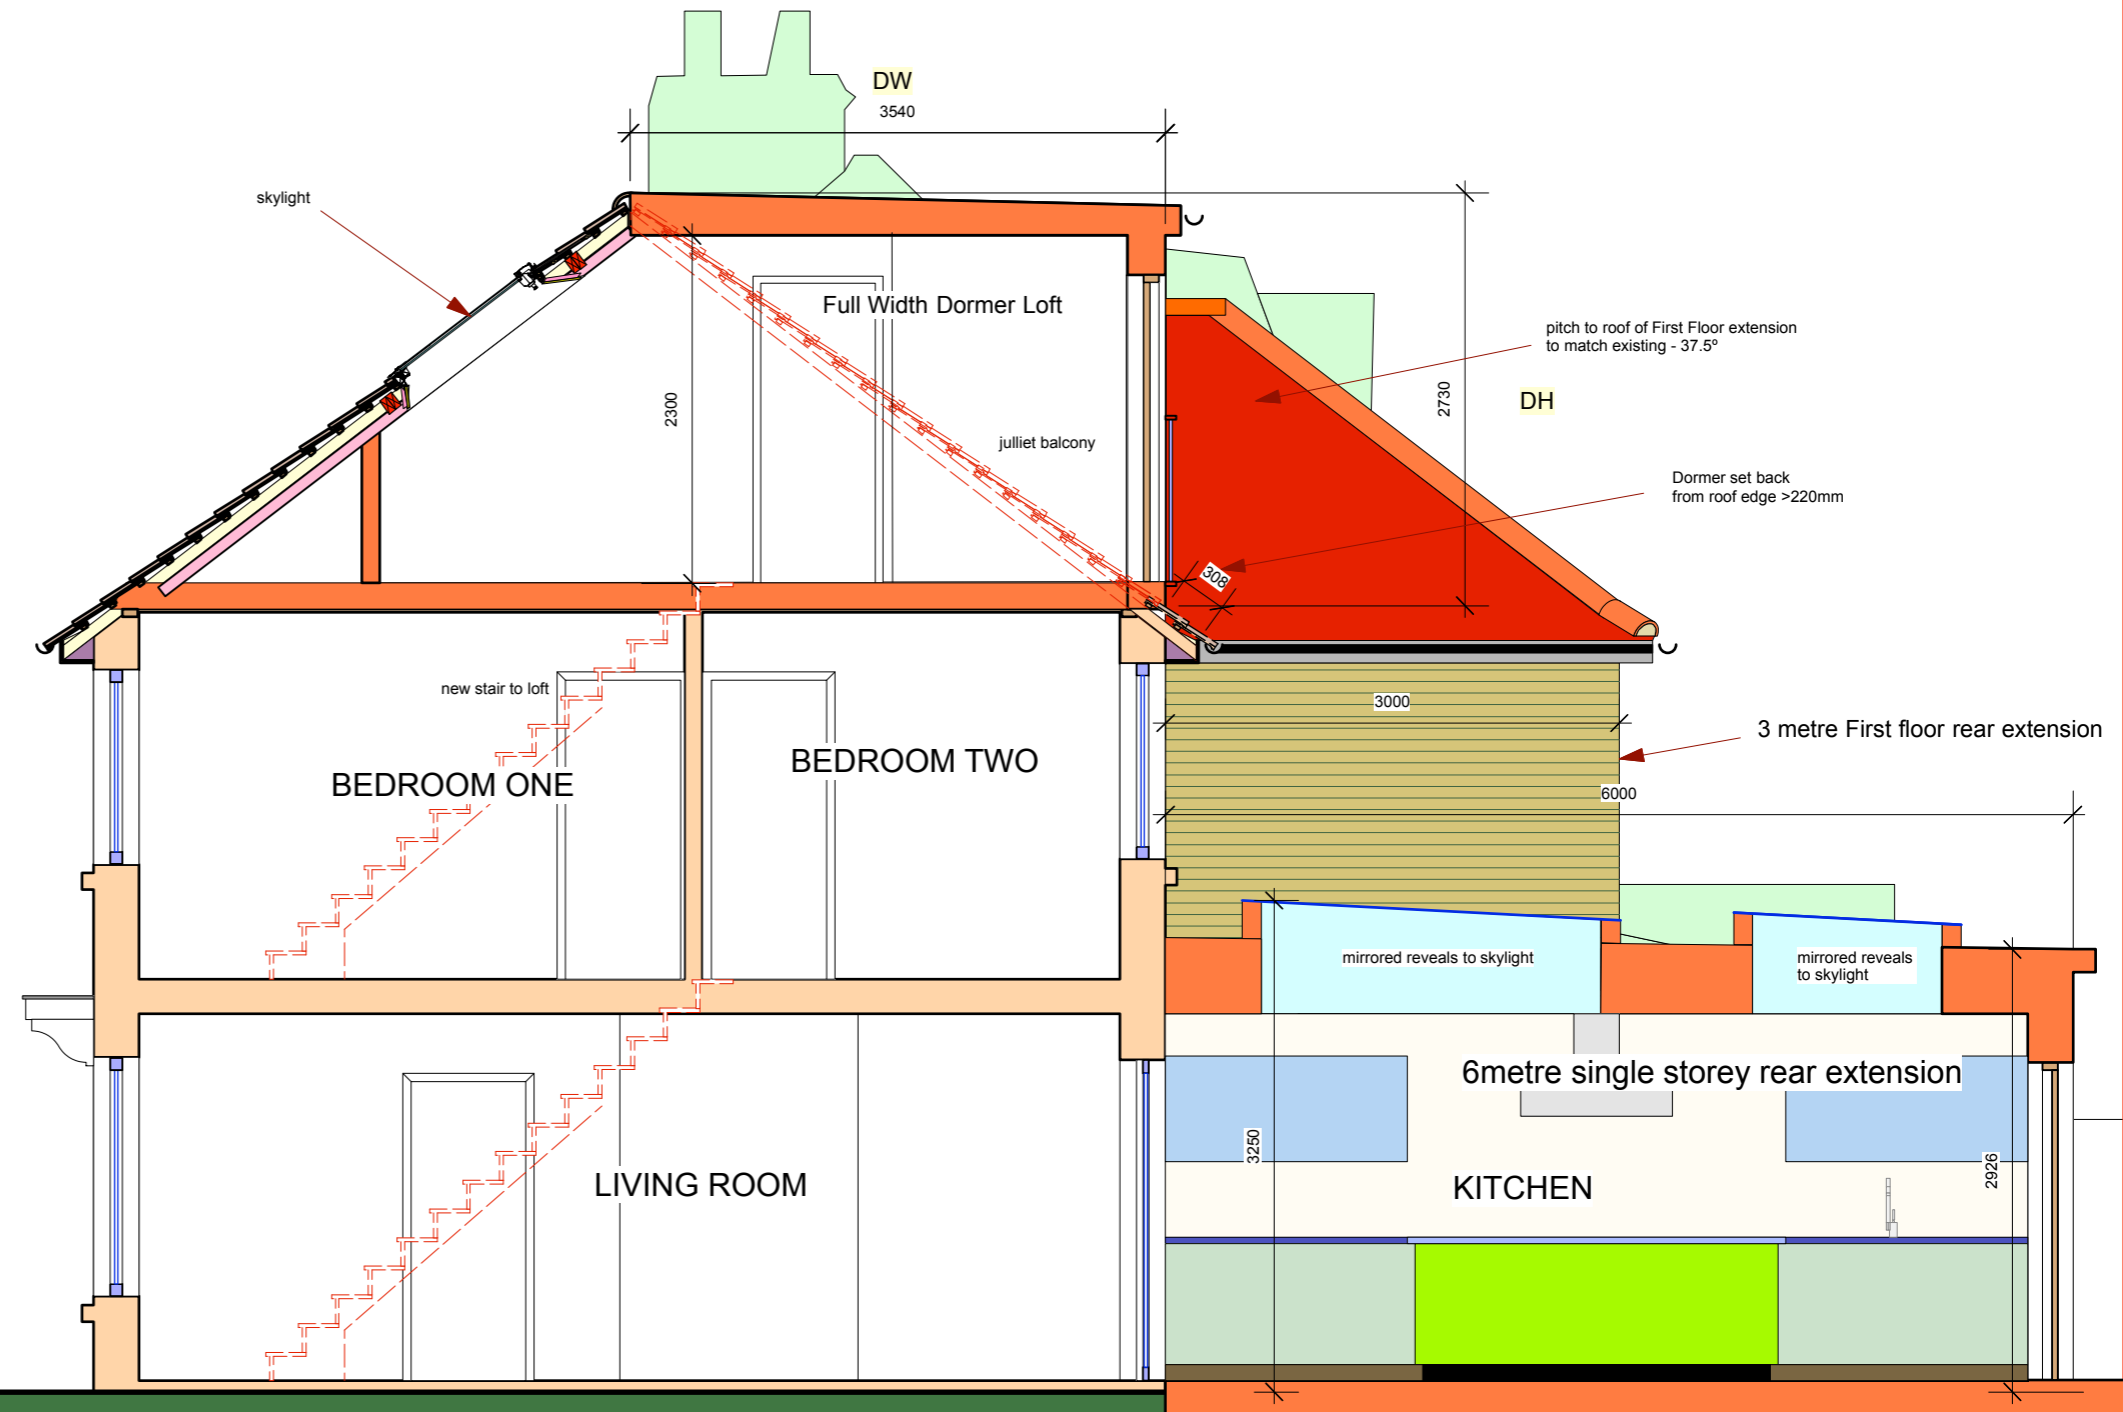 DW
3540
skylight
Full Width Dormer Loft
pitch to roof of First Floor extension
to match existing - 37.5º
2300
2730
DH
julliet balcony
Dormer set back
from roof edge >220mm
308
new stair to loft
3000
3 metre First floor rear extension
BEDROOM ONE
BEDROOM TWO
6000
mirrored reveals to skylight
mirrored reveals
to skylight
6metre single storey rear extension
3250
2926
LIVING ROOM
KITCHEN